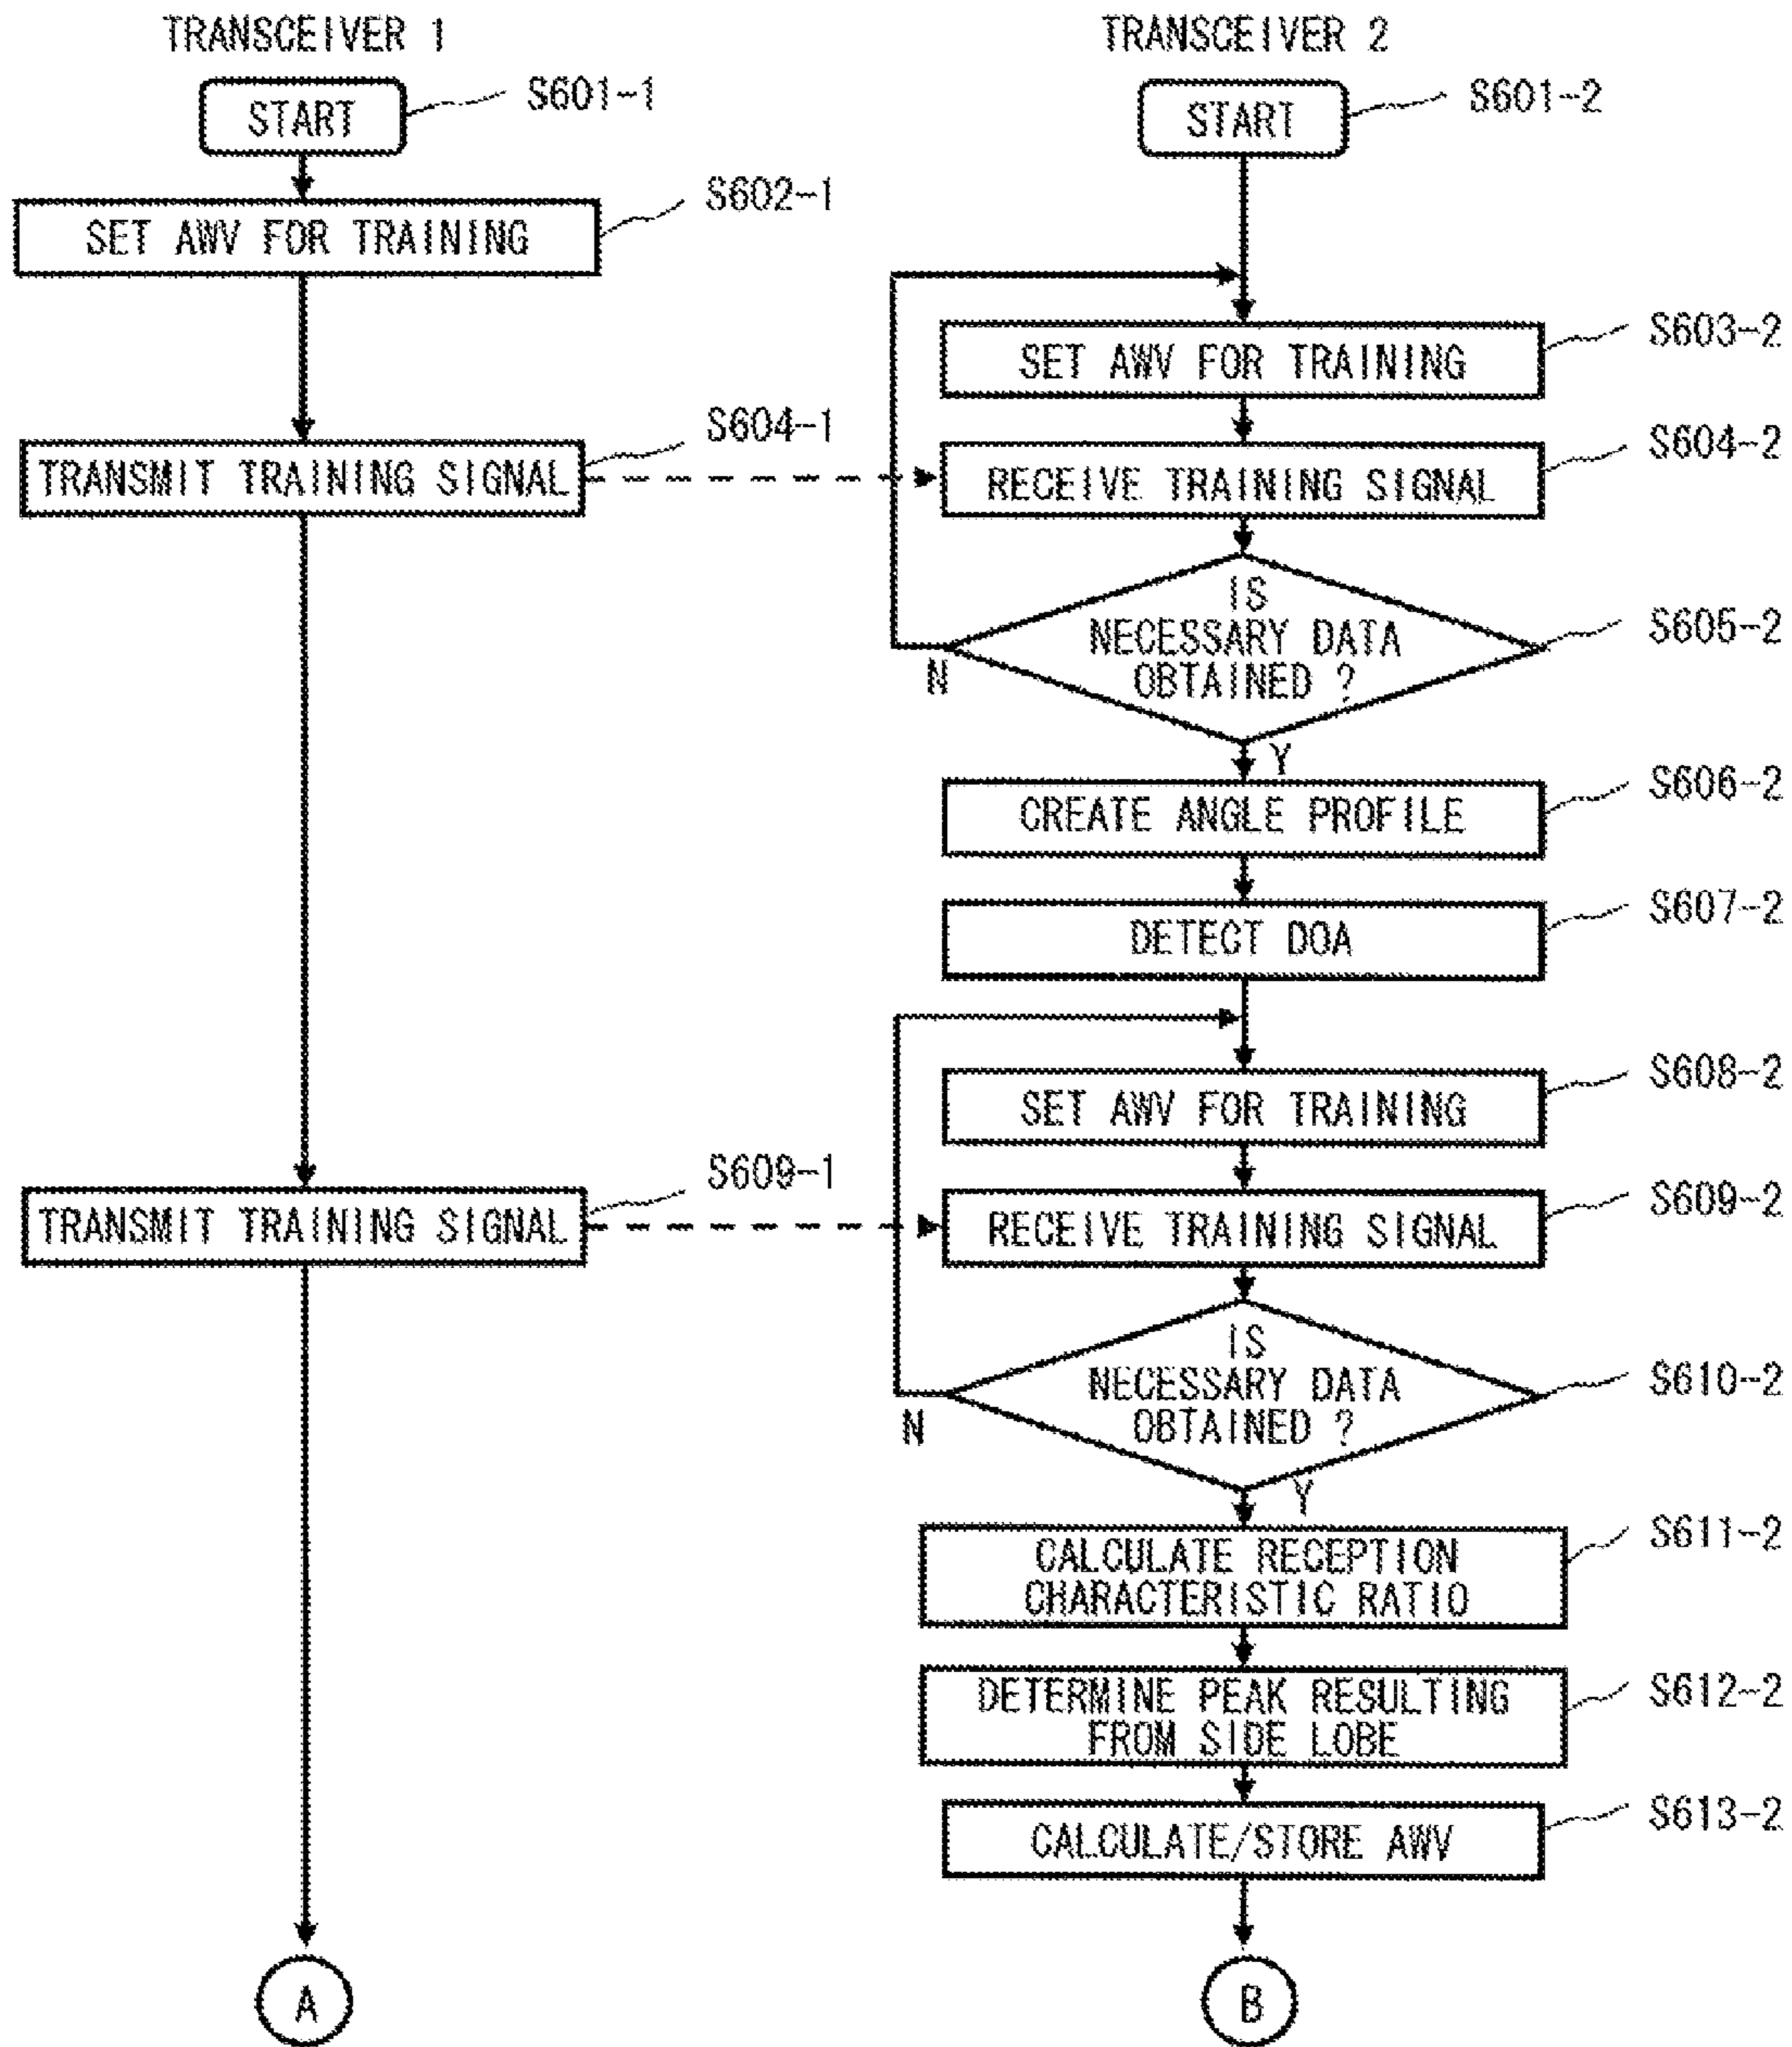 TRANSCEIVER 1
TRANSCEIVER 2
START
S601-1
START
S601-2
SET AWV FOR TRAINING
S602-1
SET AWV FOR TRAINING
S603-2
TRANSMIT TRAINING SIGNAL
S604-1
RECEIVE TRAINING SIGNAL
S604-2
IS
NECESSARY DATA
OBTAINED ?
S605-2
N
Y
CREATE ANGLE PROFILE
S606-2
DETECT DOA
S607-2
SET AWV FOR TRAINING
S608-2
TRANSMIT TRAINING SIGNAL
S609-1
RECEIVE TRAINING SIGNAL
S609-2
IS
NECESSARY DATA
OBTAINED ?
S610-2
N
Y
CALCULATE RECEPTION
CHARACTERISTIC RATIO
S611-2
DETERMINE PEAK RESULTING
FROM SIDE LOBE
S612-2
CALCULATE/STORE AWV
S613-2
A
B